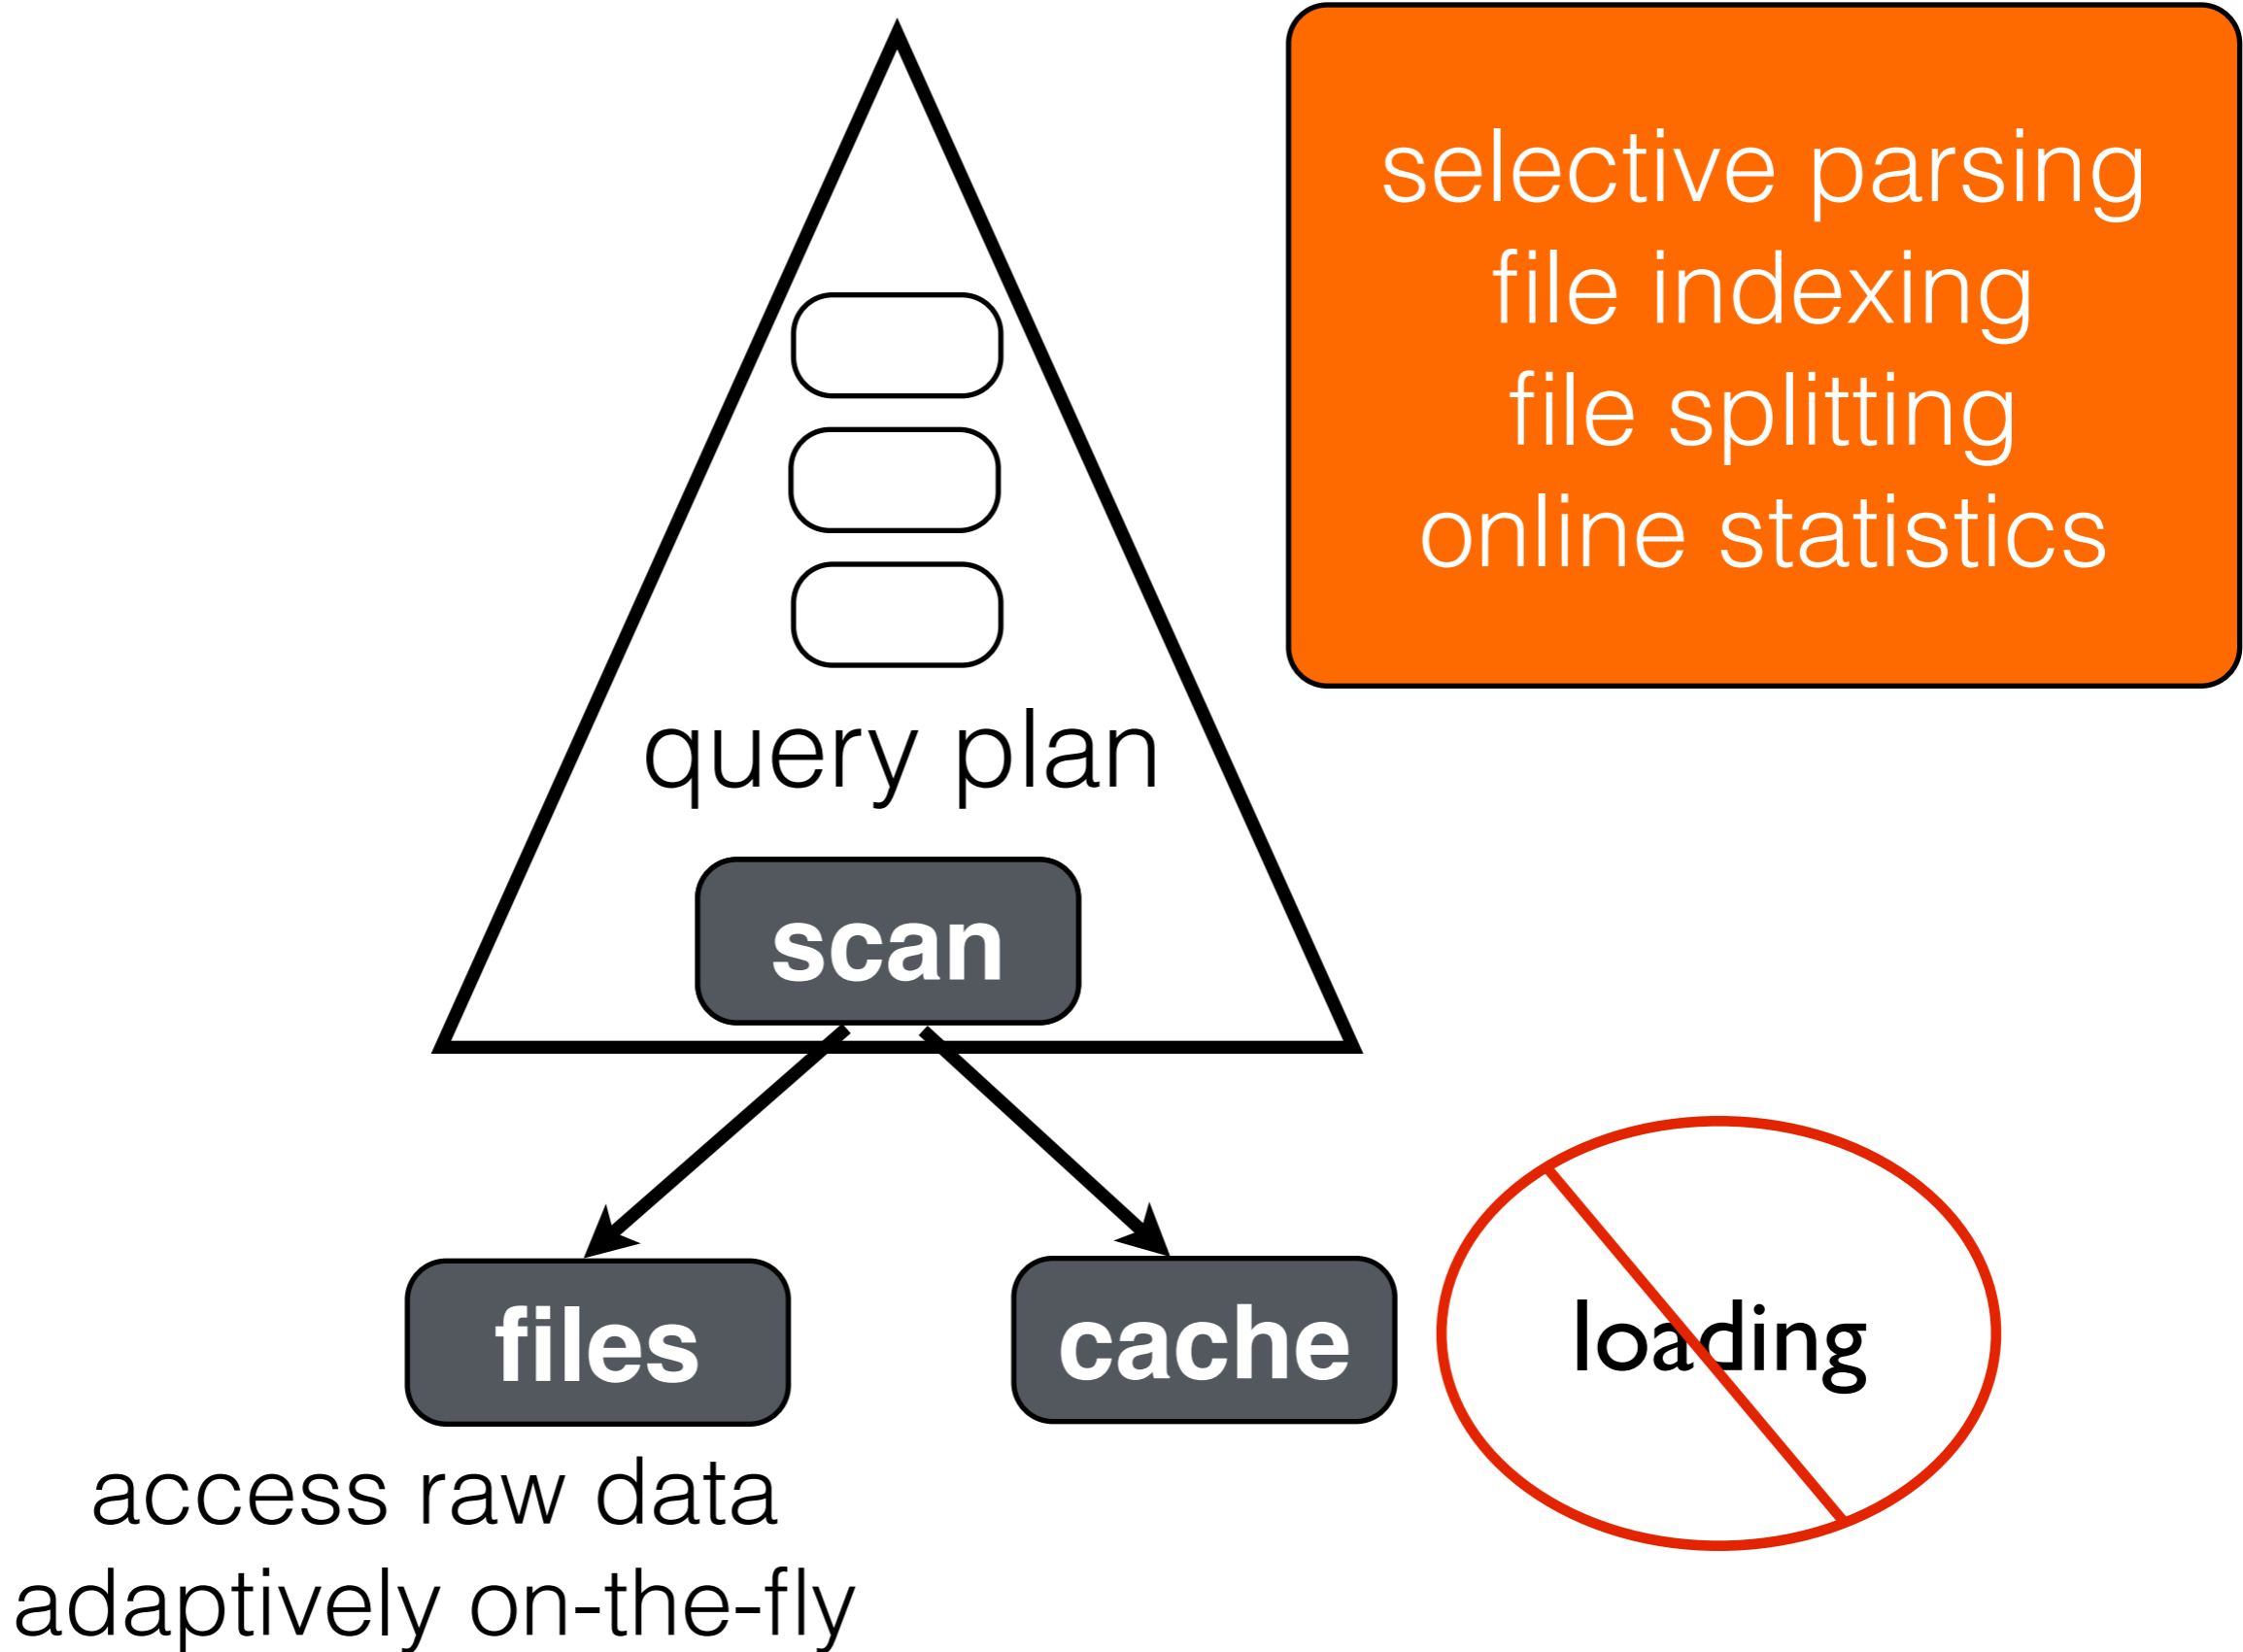 selective parsing
file indexing
file splitting
online statistics
query plan
scan
files
cache
loading
access raw data
adaptively on-the-fly